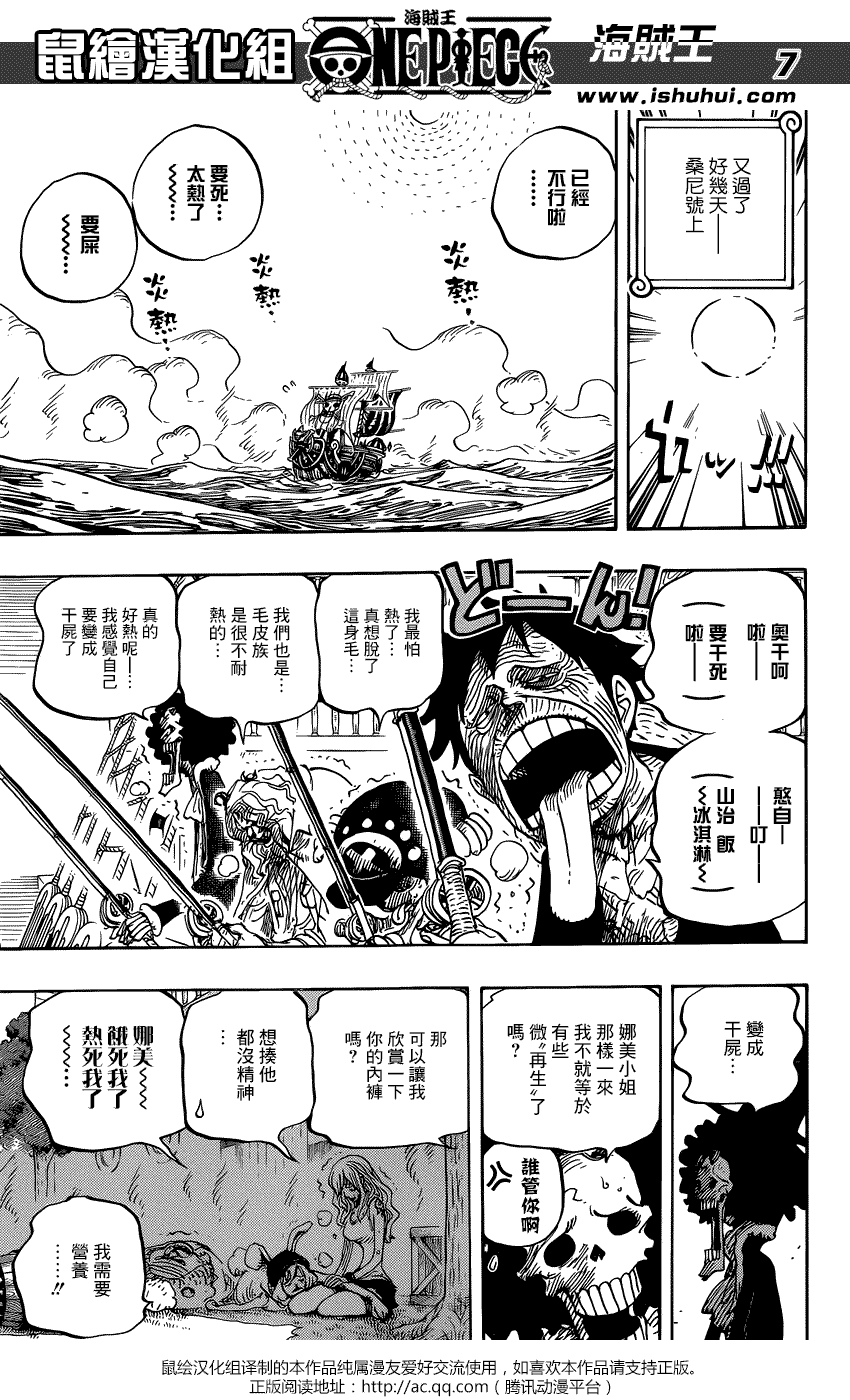 鼠繪漢化組
海賊王
ONE PIECE
海賊王
7
www.ishuhui.com
又過了
好幾天——
桑尼號上
已經
不行啦
……
要死…
太熱了
……
要屎
……
炎熱…
炎熱…
炎熱…
ドーン!
奧干呵
啦——
(要干死
啦——)
憨自—
——叮——
(山治 飯
~冰淇淋~)
我最怕
熱了…
真想脫了
這身毛…
我們也是…
毛皮族
是很不耐
熱的…
真的
好熱呢—…
我感覺自己
要變成
干屍了
變成
干屍…
娜美小姐
那樣一來
我不就等於
有些
微〝再生〞了
嗎?
誰管你啊
那
可以讓我
欣賞一下
你的內褲
嗎?
想揍他
都沒精神
…
娜美~
餓死我了
熱死我了
……
我需要
營養
……!!
鼠绘汉化组译制的本作品纯属漫友爱好交流使用，如喜欢本作品请支持正版。
正版阅读地址：http://ac.qq.com（腾讯动漫平台）